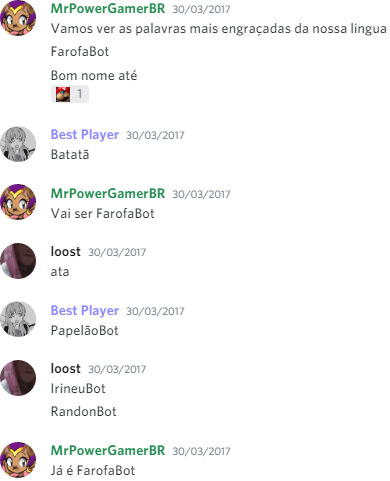 MrPowerGamerBR 30/03/2017
Vamos ver as palavras mais engraçadas da nossa lingua
FarofaBot
Bom nome até
1
Best Player 30/03/2017
Batatã
MrPowerGamerBR 30/03/2017
Vai ser FarofaBot
loost 30/03/2017
ata
Best Player 30/03/2017
PapelãoBot
loost 30/03/2017
IrineuBot
RandonBot
MrPowerGamerBR 30/03/2017
Já é FarofaBot